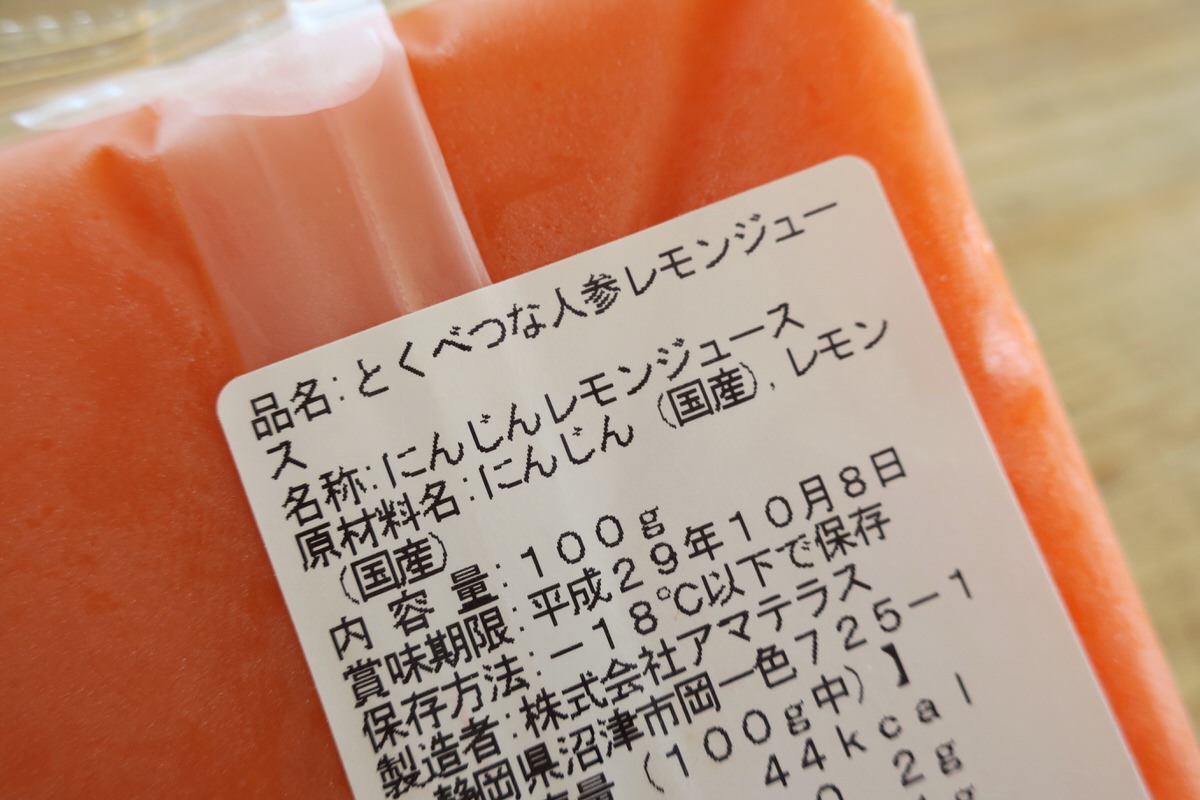 品名:とくべつな人参レモンジュー
ス
名称:にんじんレモンジュース
原材料名:にんじん(国産)、レモン
(国産)
内容量:100g
賞味期限:平成29年10月8日
保存方法:-18℃以下で保存
製造者:株式会社アマテラス
静岡県沼津市岡一色725-1
量(100g中)】
44kcal
0.2g
g